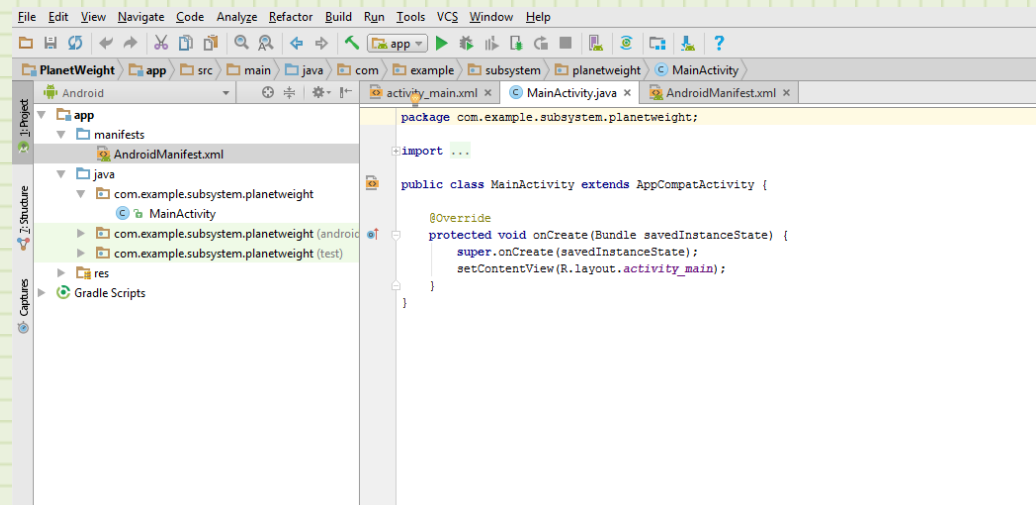 File Edit View Navigate Code Analyze Refactor Build Run Tools VCS Window Help
app
PlanetWeight app src main java com example subsystem planetweight MainActivity
Android
activity_main.xml × MainActivity.java × AndroidManifest.xml ×
1: Project
7: Structure
Captures
app
manifests
AndroidManifest.xml
java
com.example.subsystem.planetweight
MainActivity
com.example.subsystem.planetweight (android
com.example.subsystem.planetweight (test)
res
Gradle Scripts
package com.example.subsystem.planetweight;
import ...
public class MainActivity extends AppCompatActivity {
@Override
protected void onCreate(Bundle savedInstanceState) {
super.onCreate(savedInstanceState);
setContentView(R.layout.activity_main);
}
}